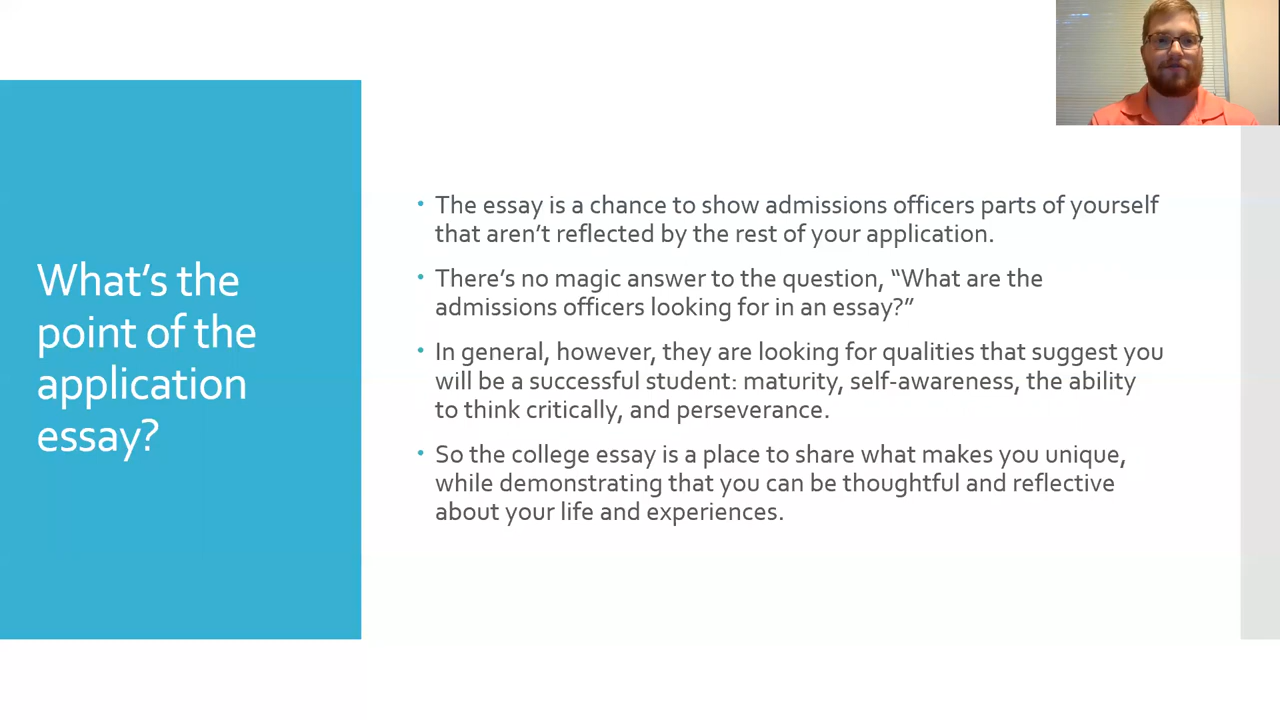 What's the
point of the
application
essay?
• The essay is a chance to show admissions officers parts of yourself
that aren't reflected by the rest of your application.
• There's no magic answer to the question, “What are the
admissions officers looking for in an essay?”
• In general, however, they are looking for qualities that suggest you
will be a successful student: maturity, self-awareness, the ability
to think critically, and perseverance.
• So the college essay is a place to share what makes you unique,
while demonstrating that you can be thoughtful and reflective
about your life and experiences.